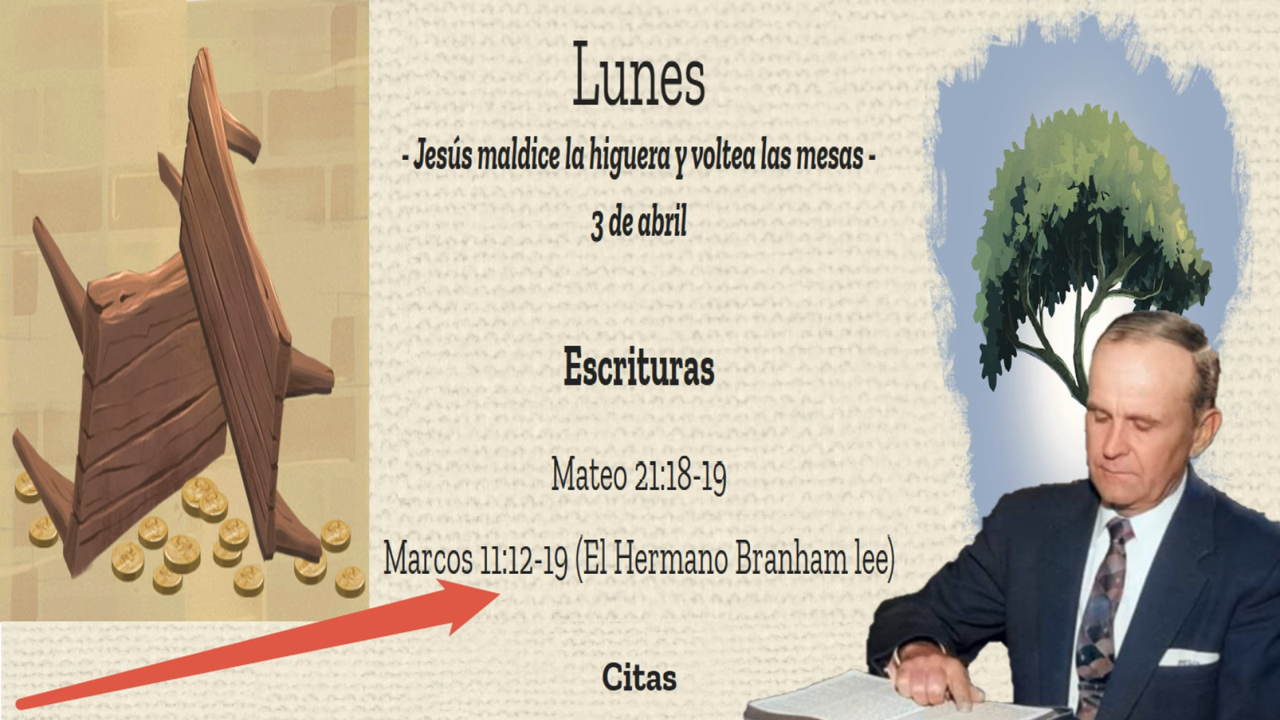 Lunes
- Jesús maldice la higuera y voltea las mesas -
3 de abril
Escrituras
Mateo 21:18-19
Marcos 11:12-19 (El Hermano Branham lee)
Citas